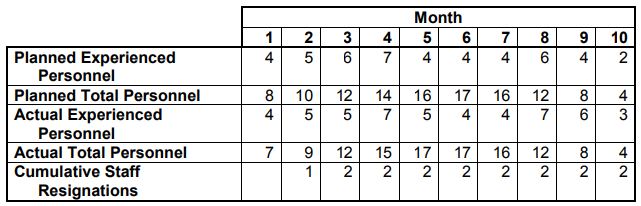 Month
1 2 3 4 5 6 7 8 9 10
Planned Experienced 4 5 6 7 4 4 4 6 4 2
Personnel
Planned Total Personnel 8 10 12 14 16 17 16 12 8 4
Actual Experienced 4 5 5 7 5 4 4 7 6 3
Personnel
Actual Total Personnel 7 9 12 15 17 17 16 12 8 4
Cumulative Staff 1 2 2 2 2 2 2 2 2
Resignations